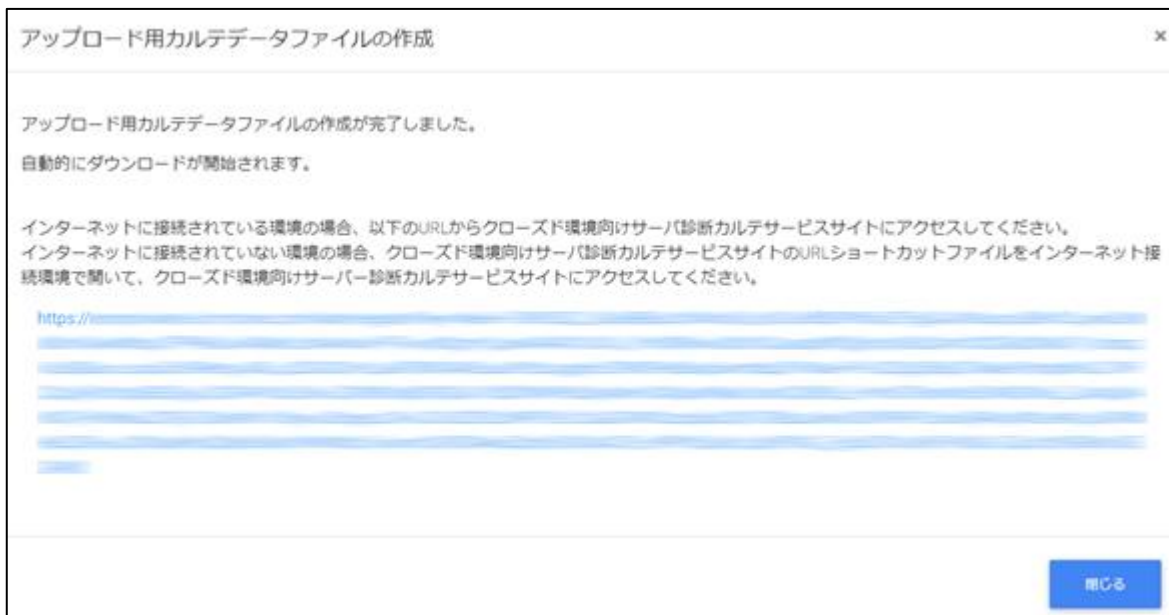 アップロード用カルテデータファイルの作成
×
アップロード用カルテデータファイルの作成が完了しました。
自動的にダウンロードが開始されます。
インターネットに接続されている環境の場合、以下のURLからクローズド環境向けサーバ診断カルテサービスサイトにアクセスしてください。
インターネットに接続されていない環境の場合、クローズド環境向けサーバ診断カルテサービスサイトのURLショートカットファイルをインターネット接
続環境で開いて、クローズド環境向けサーバー診断カルテサービスサイトにアクセスしてください。
https://
閉じる